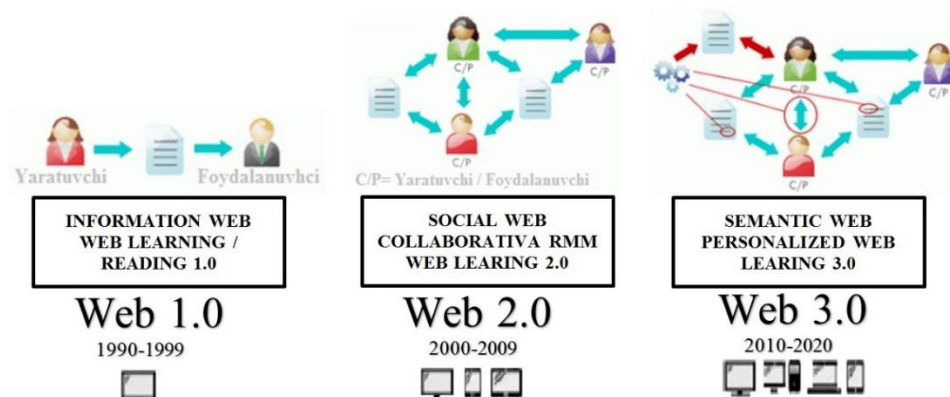 Yaratuvchi
Foydalanuvhci
INFORMATION WEB
WEB LEARNING /
READING 1.0
Web 1.0
1990-1999
C/P
C/P
C/P
C/P= Yaratuvchi / Foydalanuvchi
SOCIAL WEB
COLLABORATIVA RMM
WEB LEARING 2.0
Web 2.0
2000-2009
C/P
C/P
C/P
SEMANTIC WEB
PERSONALIZED WEB
LEARING 3.0
Web 3.0
2010-2020